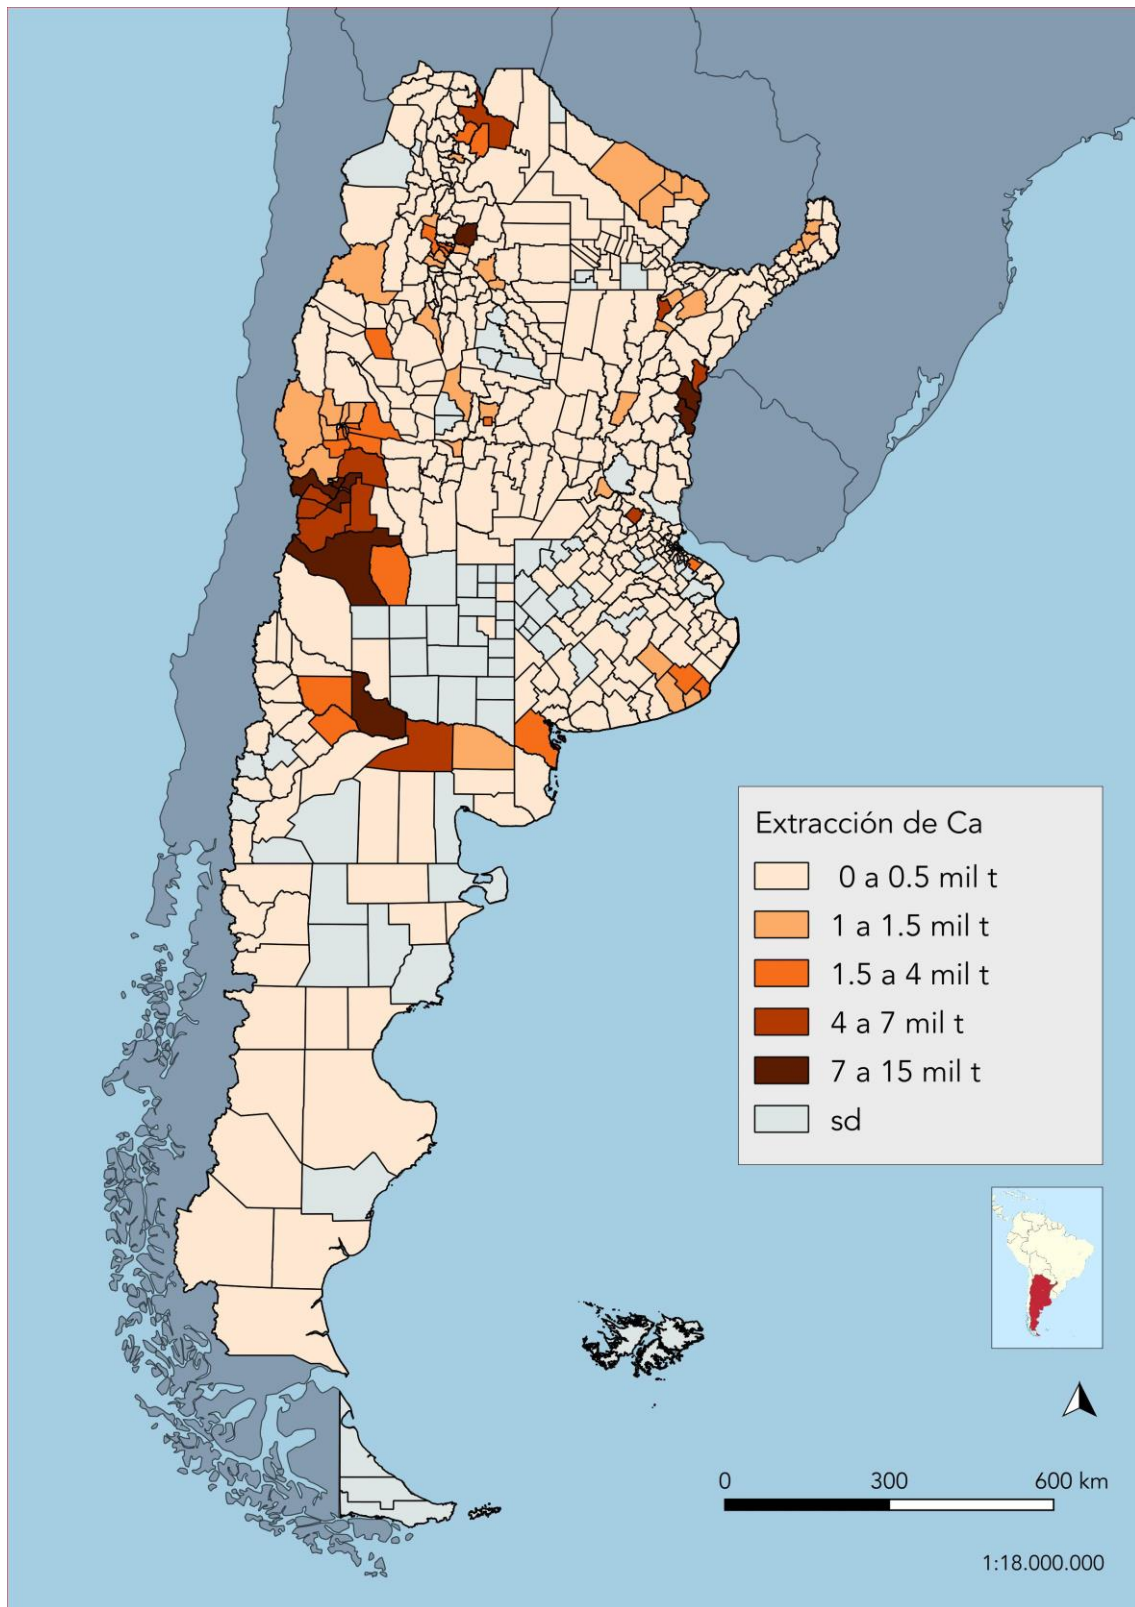 Extracción de Ca
0 a 0.5 mil t
1 a 1.5 mil t
1.5 a 4 mil t
4 a 7 mil t
7 a 15 mil t
sd
0 300 600 km
1:18.000.000